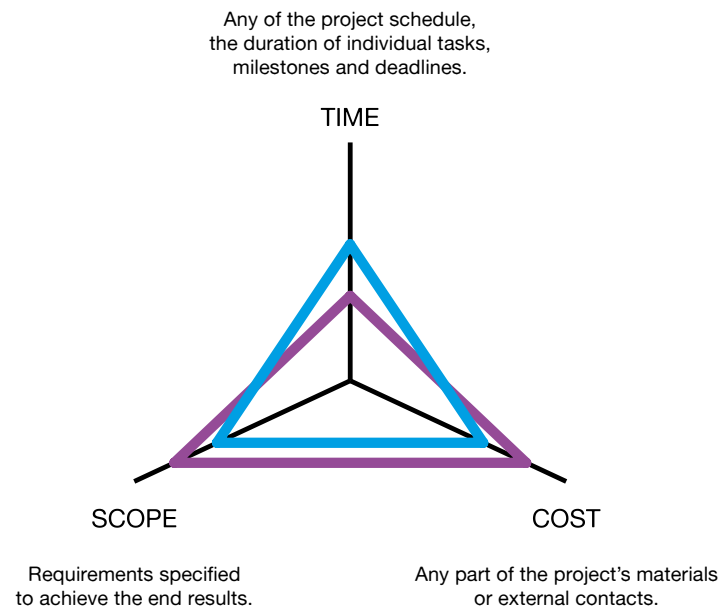 Any of the project schedule,
the duration of individual tasks,
milestones and deadlines.
TIME
SCOPE
COST
Requirements specified
to achieve the end results.
Any part of the project's materials
or external contacts.